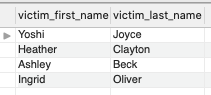 victim_first_name victim_last_name
Yoshi Joyce
Heather Clayton
Ashley Beck
Ingrid Oliver